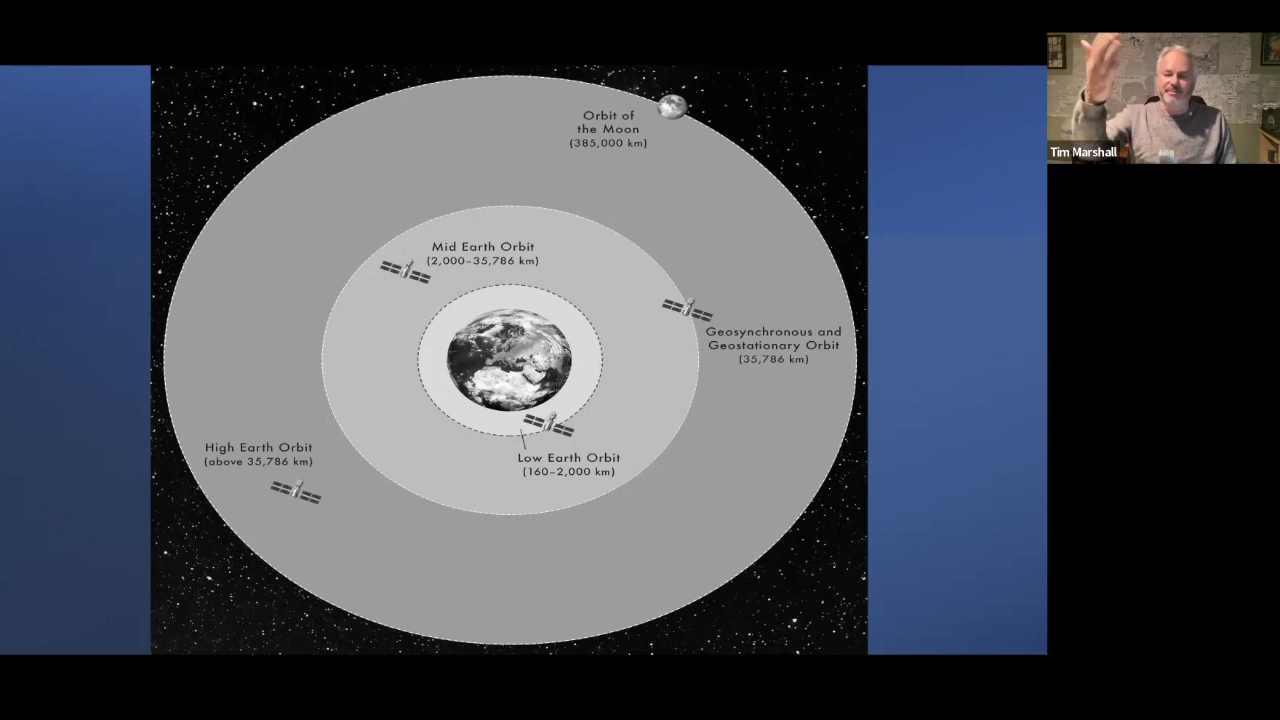 Orbit of
the Moon
(385,000 km)
Mid Earth Orbit
(2,000–35,786 km)
Geosynchronous and
Geostationary Orbit
(35,786 km)
High Earth Orbit
(above 35,786 km)
Low Earth Orbit
(160–2,000 km)
Tim Marshall